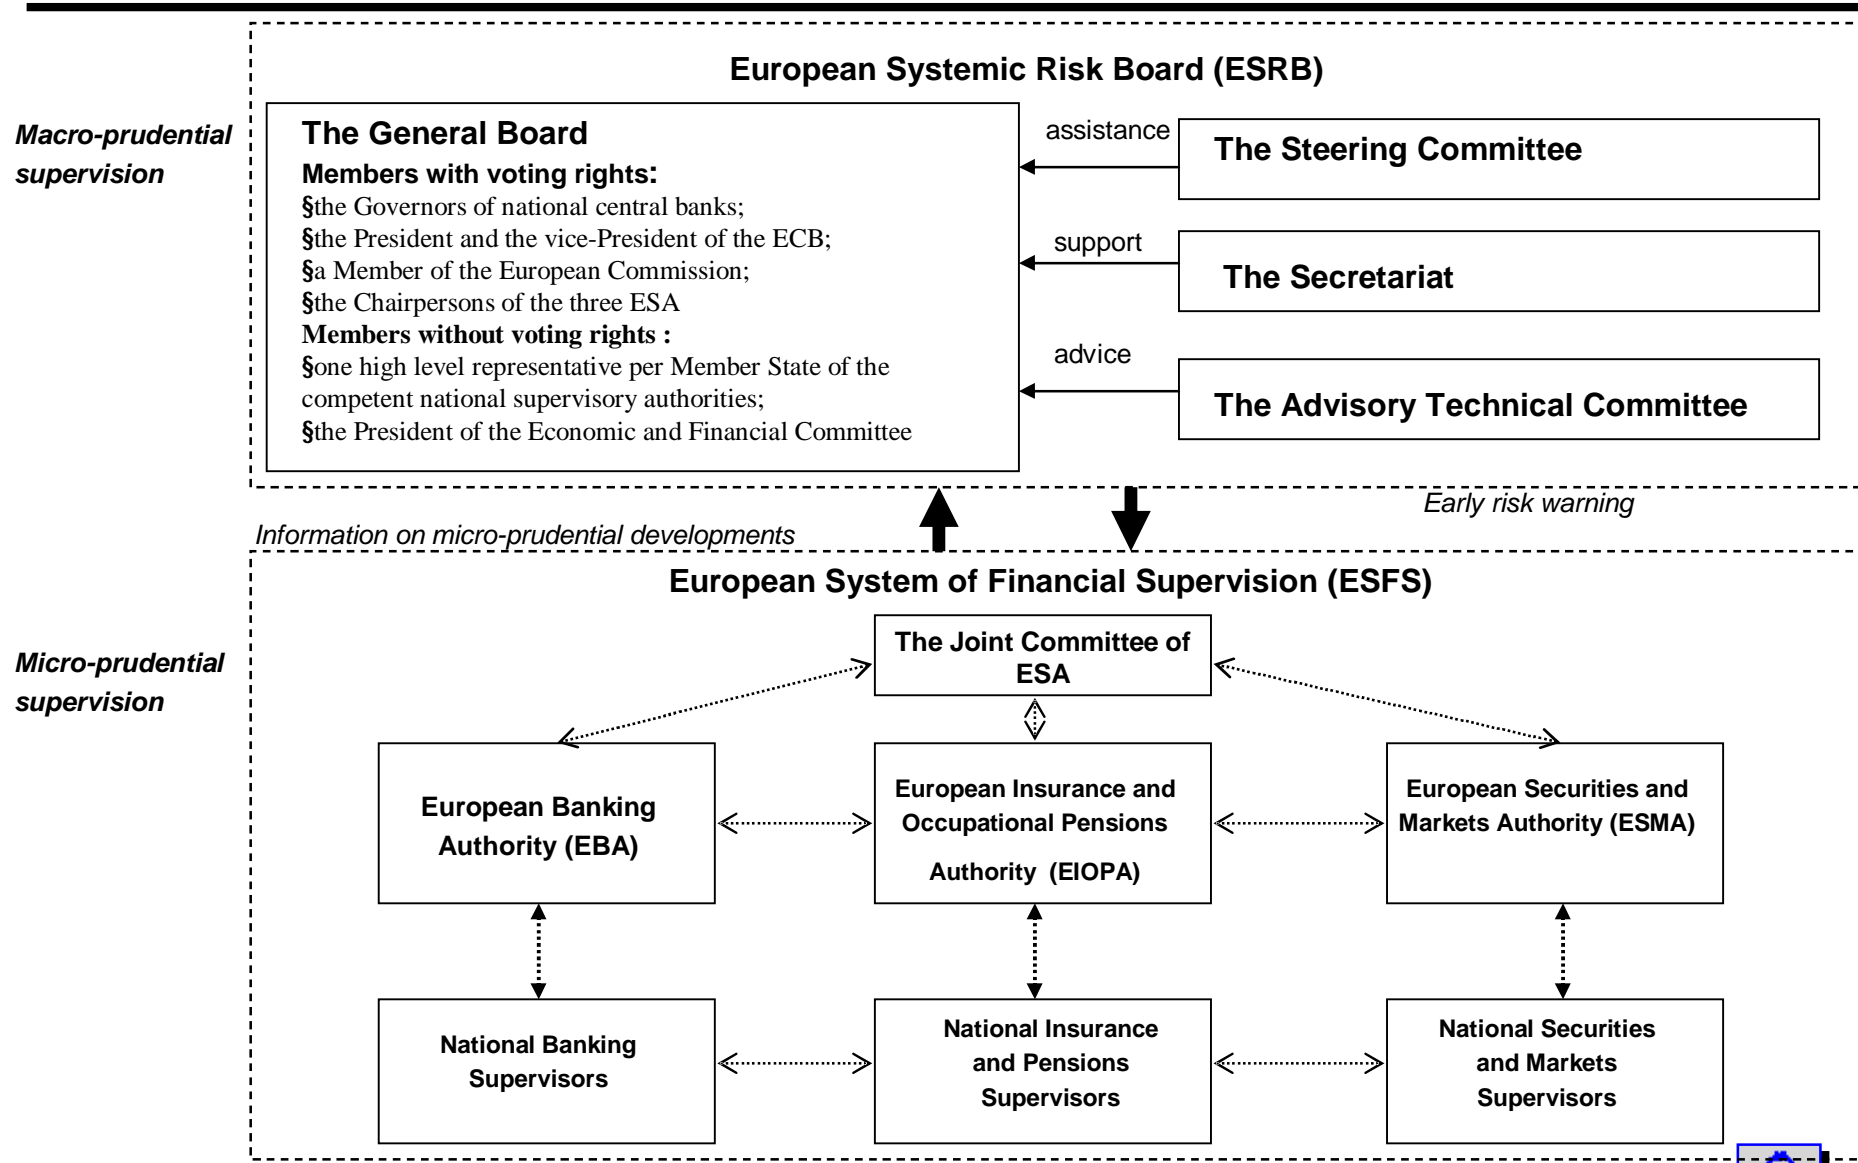 European Systemic Risk Board (ESRB)
Macro-prudential
supervision
The General Board
Members with voting rights:
§the Governors of national central banks;
§the President and the vice-President of the ECB;
§a Member of the European Commission;
§the Chairpersons of the three ESA
Members without voting rights :
§one high level representative per Member State of the
competent national supervisory authorities;
§the President of the Economic and Financial Committee
assistance
The Steering Committee
support
The Secretariat
advice
The Advisory Technical Committee
Information on micro-prudential developments
Early risk warning
European System of Financial Supervision (ESFS)
Micro-prudential
supervision
The Joint Committee of
ESA
European Banking
Authority (EBA)
European Insurance and
Occupational Pensions
Authority (EIOPA)
European Securities and
Markets Authority (ESMA)
National Banking
Supervisors
National Insurance
and Pensions
Supervisors
National Securities
and Markets
Supervisors